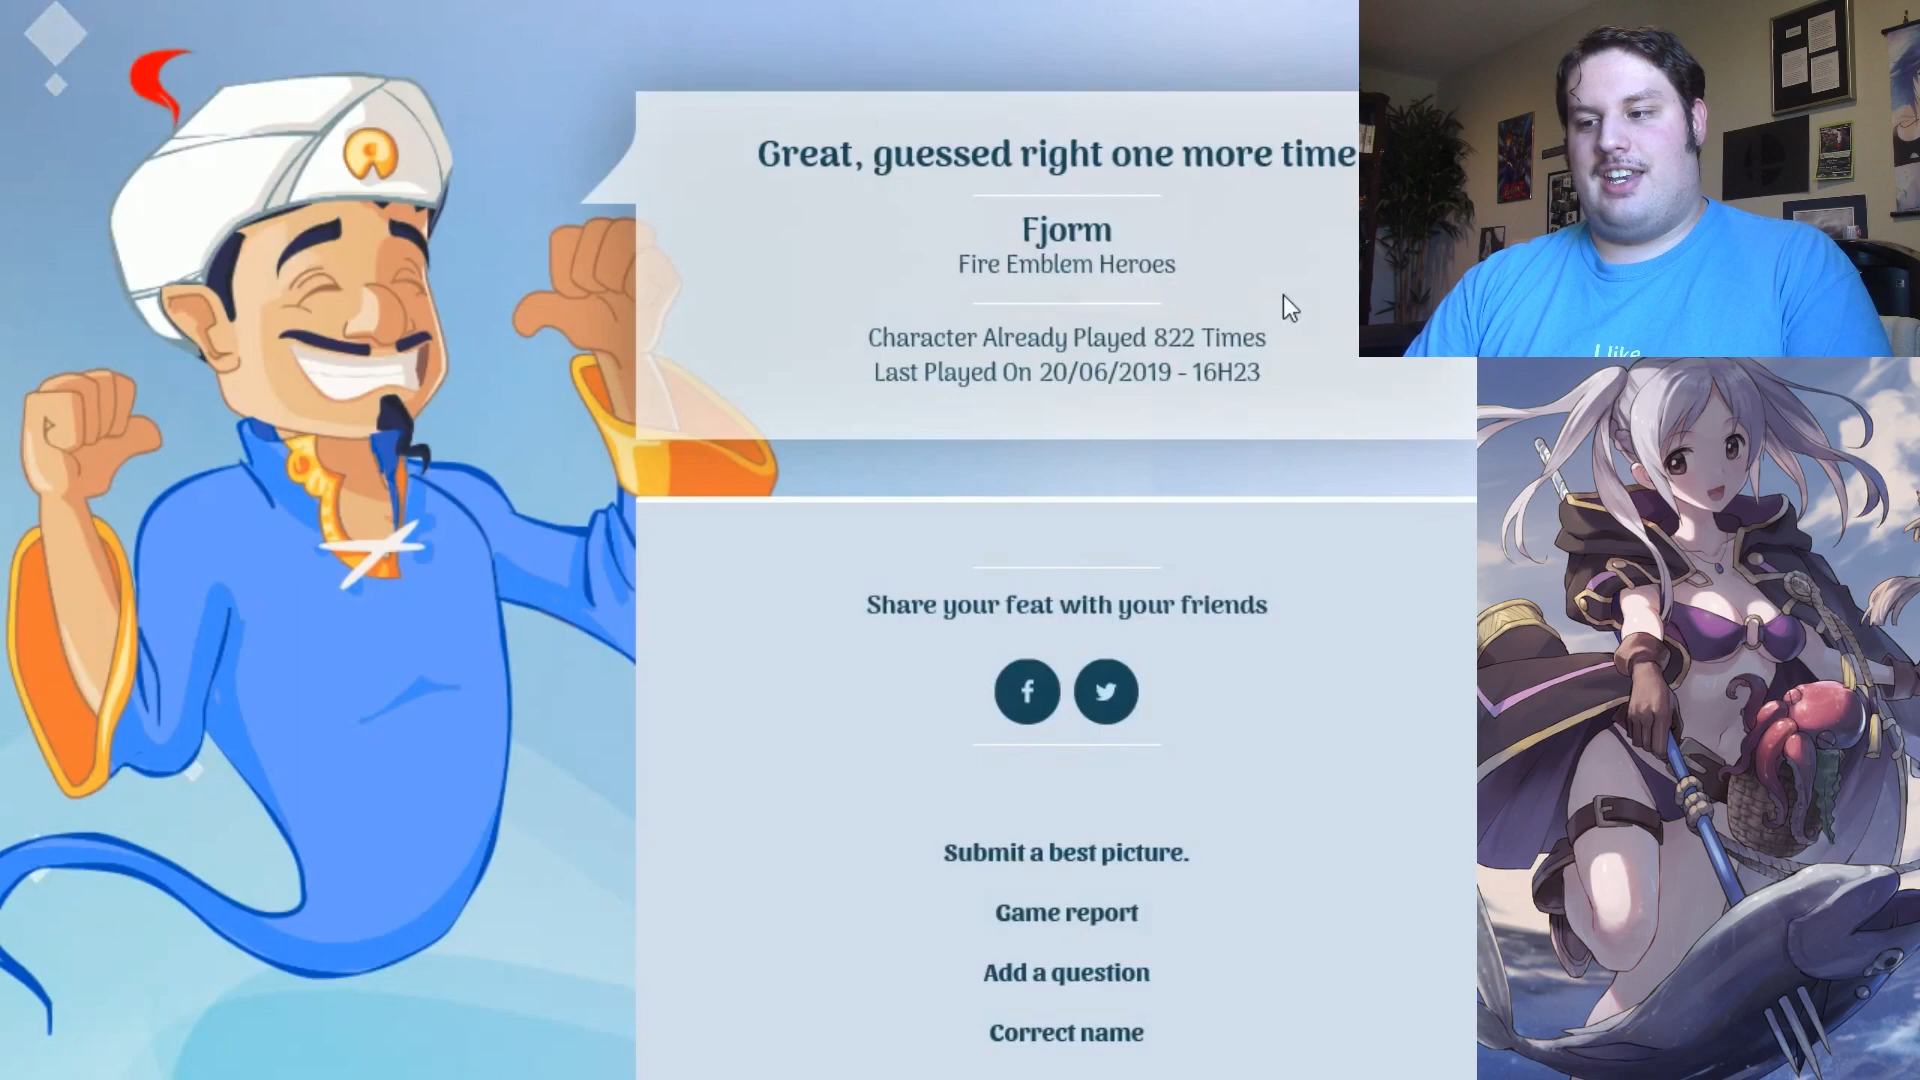 Great, guessed right one more time
Fjorm
Fire Emblem Heroes
Character Already Played 822 Times
Last Played On 20/06/2019 - 16H23
I like
Share your feat with your friends
Submit a best picture.
Game report
Add a question
Correct name